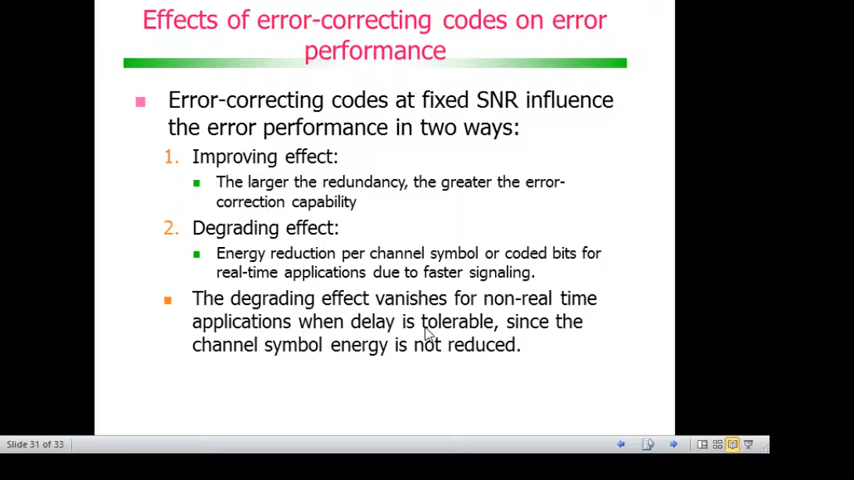 Effects of error-correcting codes on error
performance
Error-correcting codes at fixed SNR influence
the error performance in two ways:
1. Improving effect:
The larger the redundancy, the greater the error-
correction capability
2. Degrading effect:
Energy reduction per channel symbol or coded bits for
real-time applications due to faster signaling.
The degrading effect vanishes for non-real time
applications when delay is tolerable, since the
channel symbol energy is not reduced.
Slide 31 of 33